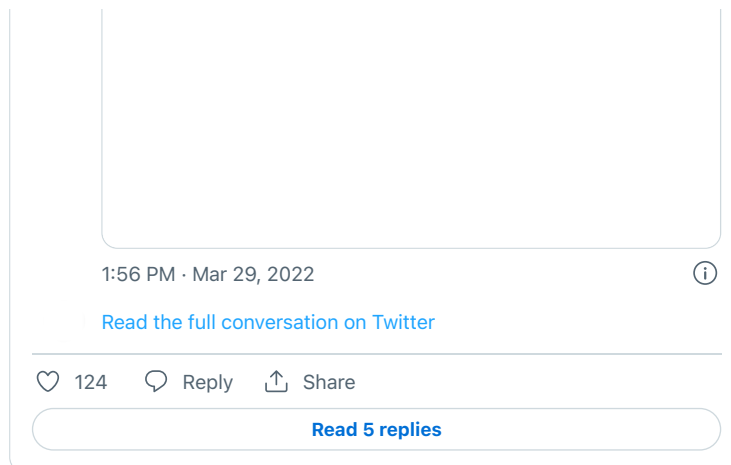 1:56 PM · Mar 29, 2022
Read the full conversation on Twitter
124 Reply Share
Read 5 replies